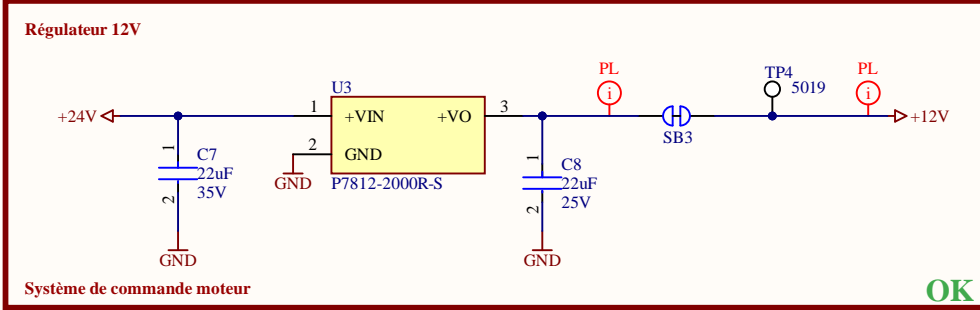 Régulateur 12V
PL
PL
TP4
5019
U3
+24V
1
+VIN
+VO
3
+12V
SB3
2
GND
GND
P7812-2000R-S
1
C7
22uF
35V
2
GND
1
C8
22uF
25V
2
GND
i
i
Système de commande moteur
OK